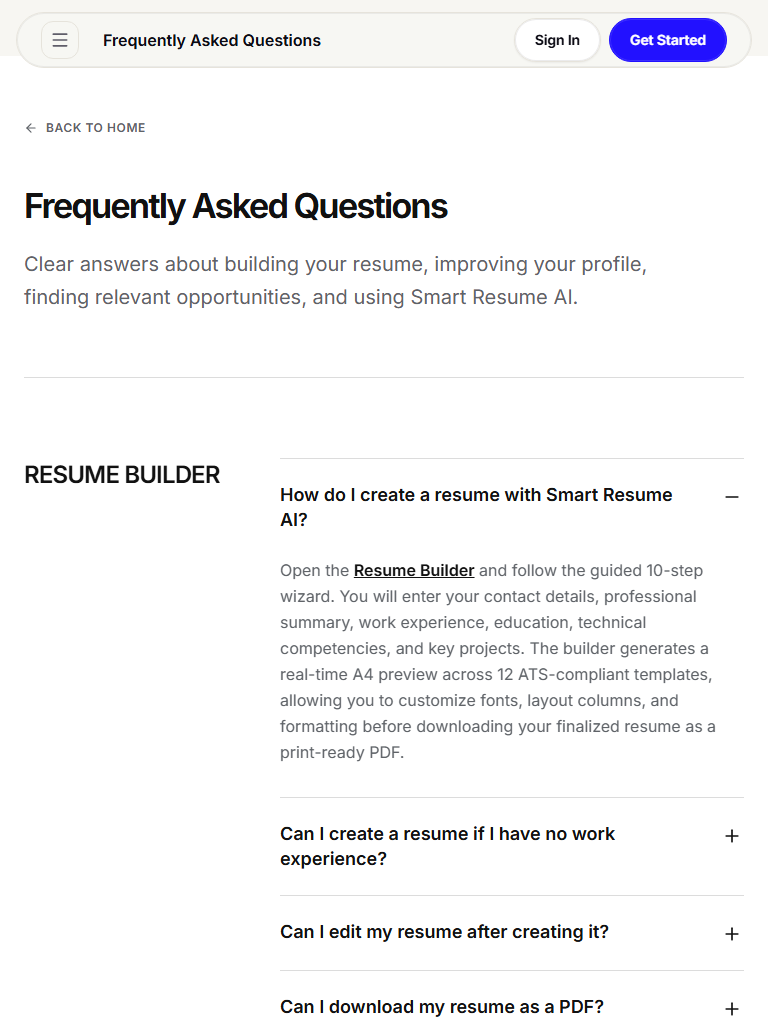 Frequently Asked Questions
Sign In
Get Started
BACK TO HOME
Frequently Asked Questions
Clear answers about building your resume, improving your profile,
finding relevant opportunities, and using Smart Resume AI.
RESUME BUILDER
How do I create a resume with Smart Resume
AI?
Open the Resume Builder and follow the guided 10-step
wizard. You will enter your contact details, professional
summary, work experience, education, technical
competencies, and key projects. The builder generates a
real-time A4 preview across 12 ATS-compliant templates,
allowing you to customize fonts, layout columns, and
formatting before downloading your finalized resume as a
print-ready PDF.
Can I create a resume if I have no work
experience?
Can I edit my resume after creating it?
Can I download my resume as a PDF?